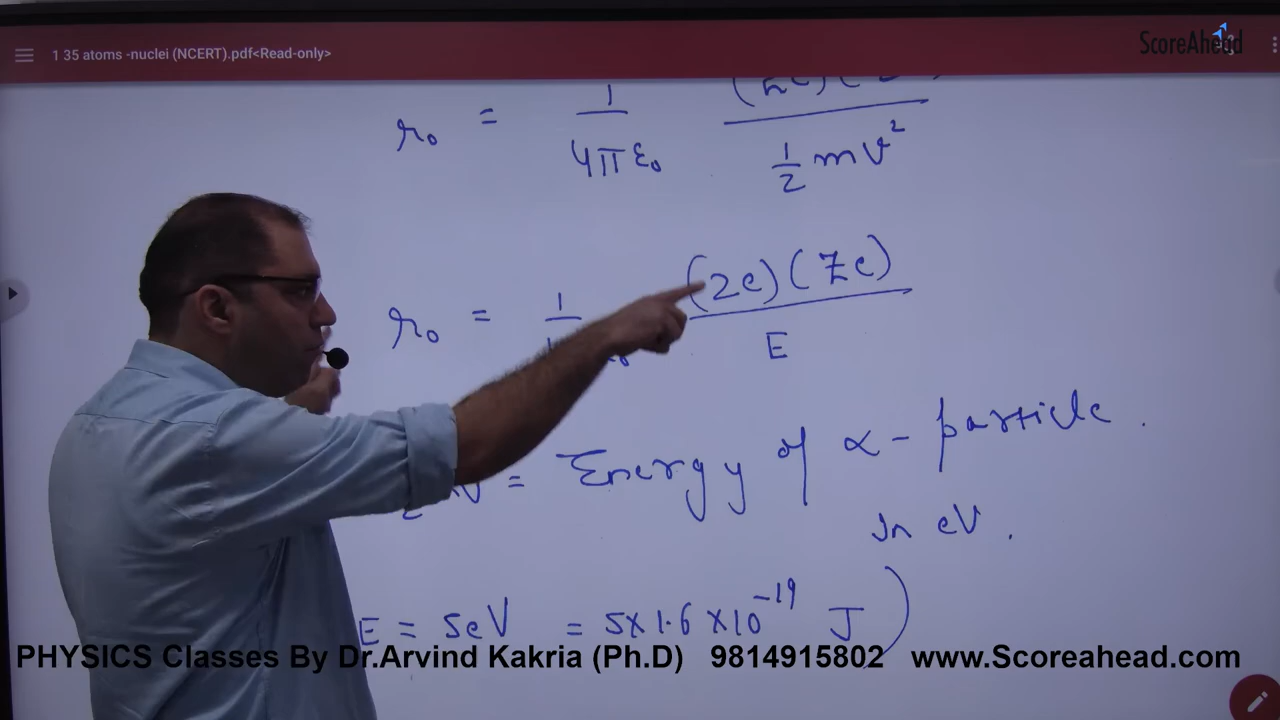 1 35 atoms -nuclei (NCERT).pdf<Read-only>
ScoreAhead
r₀ = 1/4πε₀ /(½mv²)
r₀ = 1 (2e)(Ze)/E
= Energy of α-particle.
In eV.
E = 5eV = 5×1.6×10⁻¹⁹ J)
PHYSICS Classes By Dr.Arvind Kakria (Ph.D) 9814915802 www.Scoreahead.com